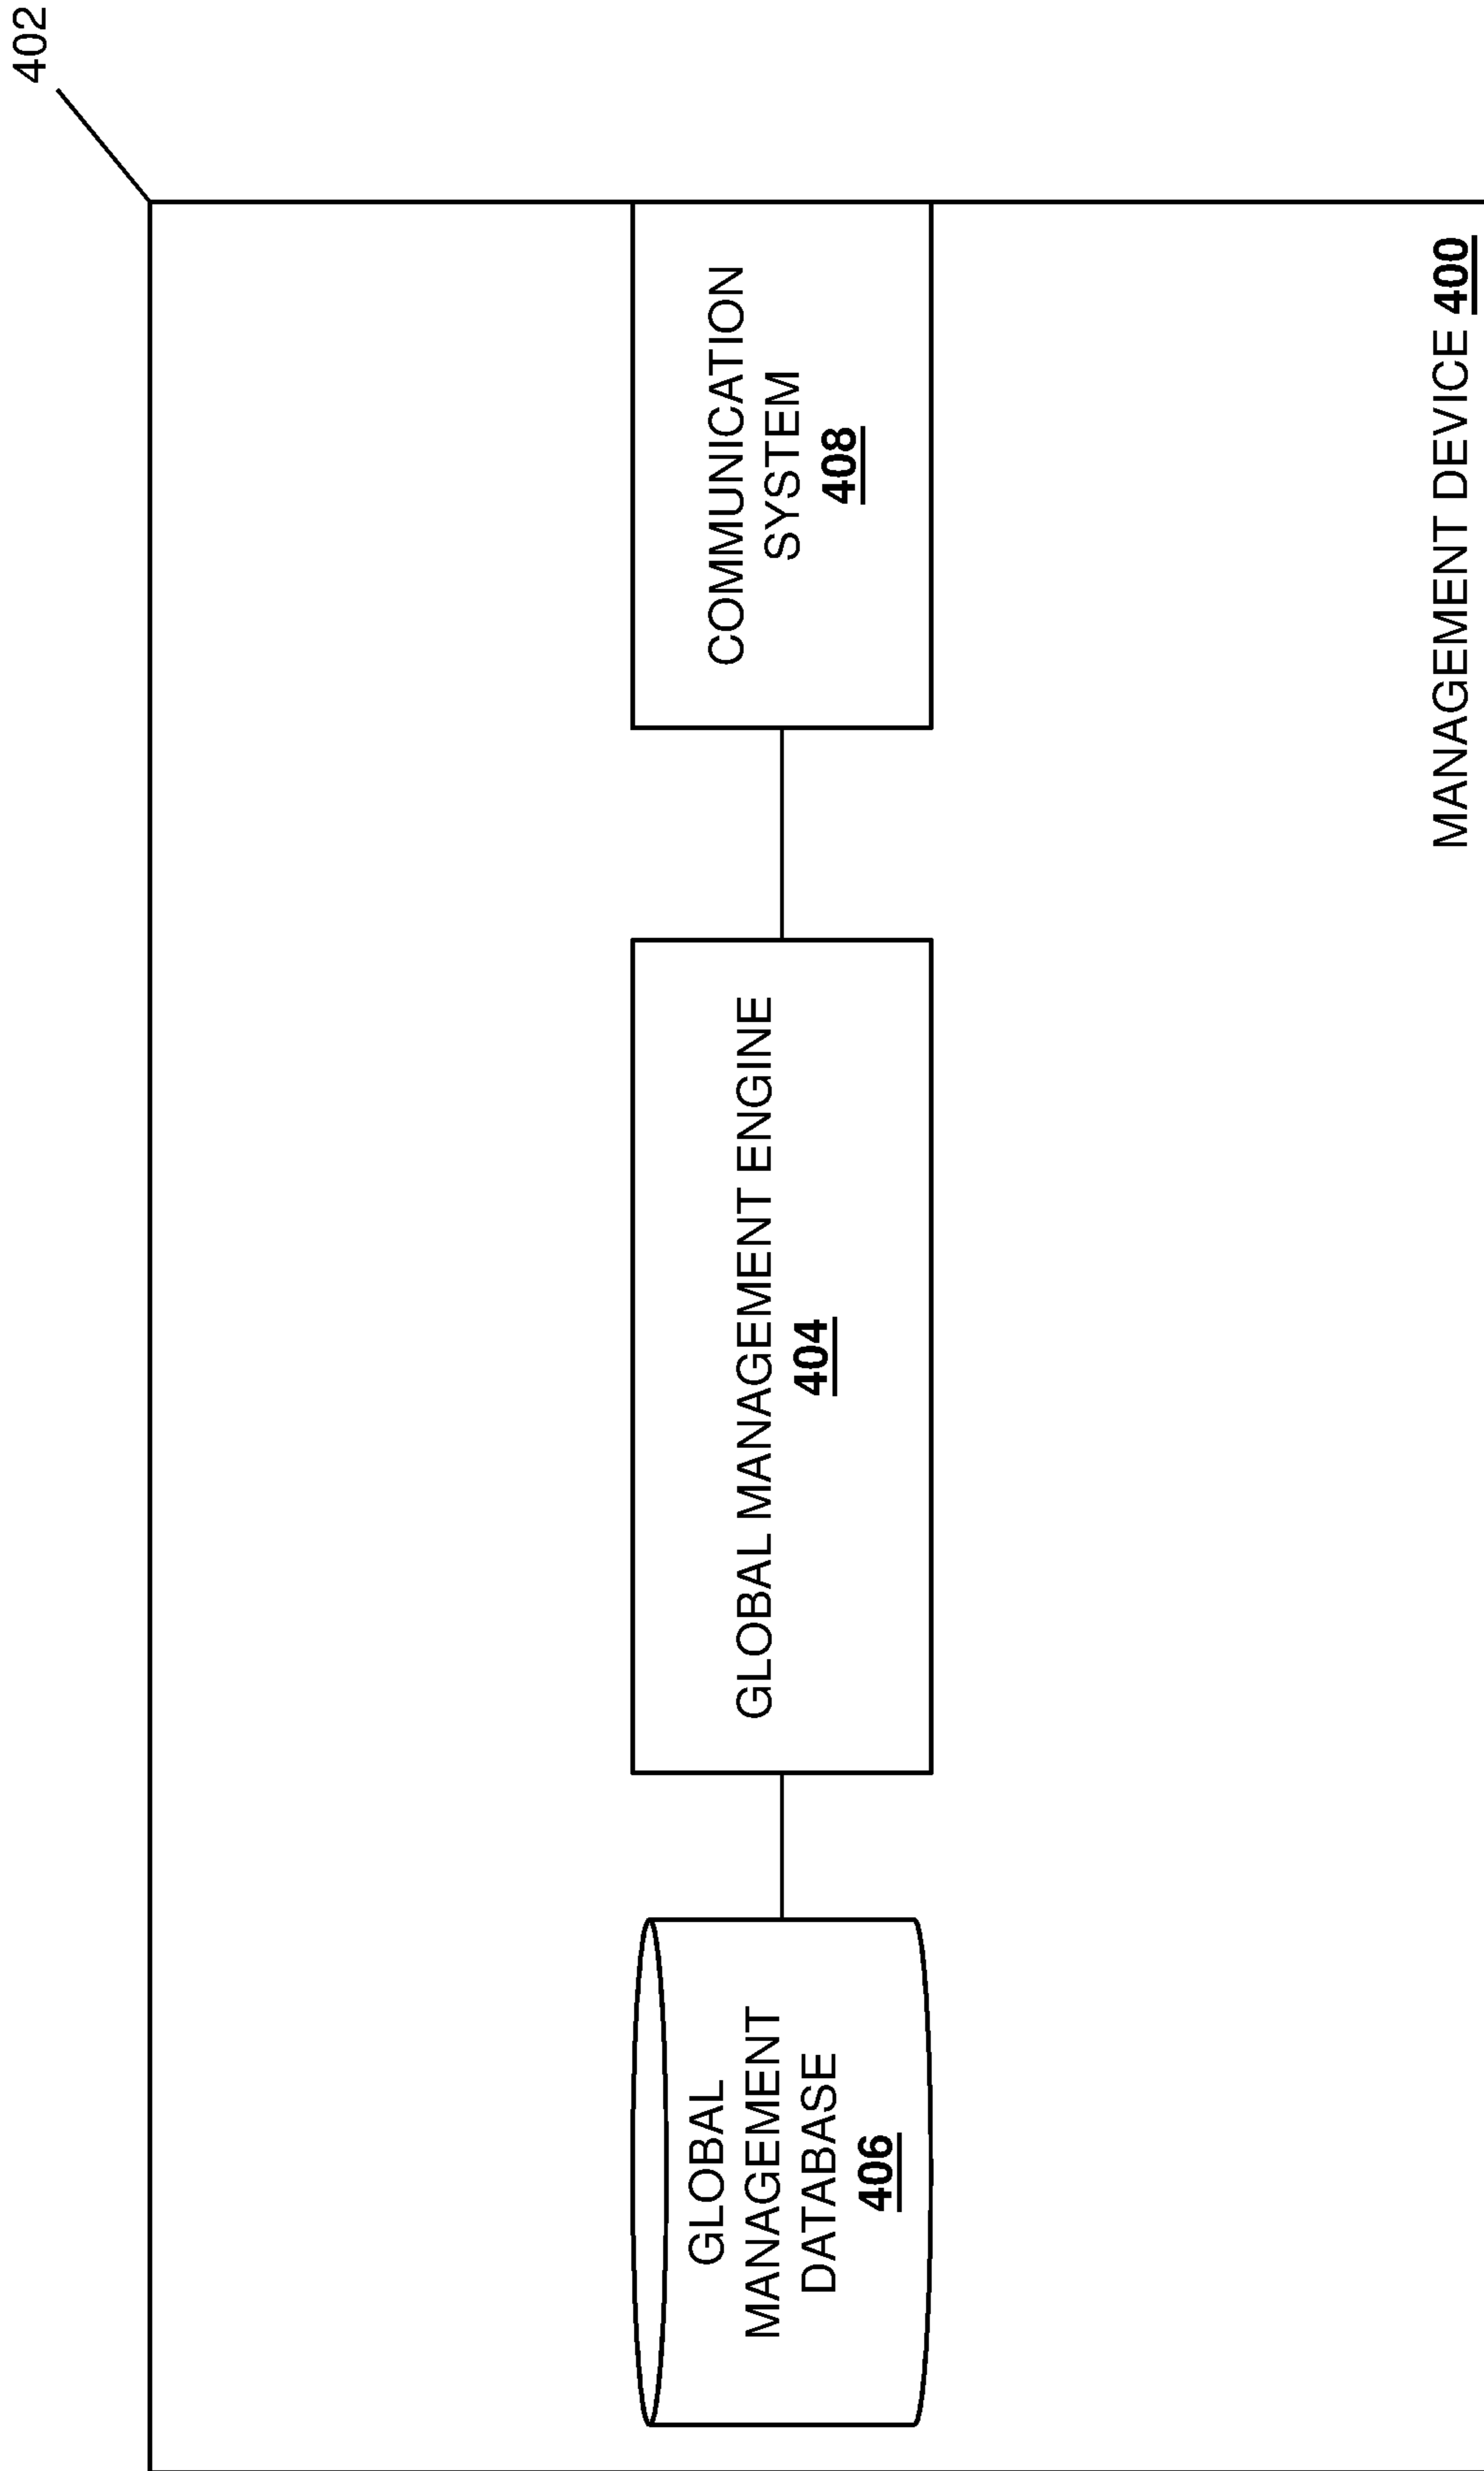 402
GLOBAL
MANAGEMENT
DATABASE
406
GLOBAL MANAGEMENT ENGINE
404
COMMUNICATION
SYSTEM
408
MANAGEMENT DEVICE 400